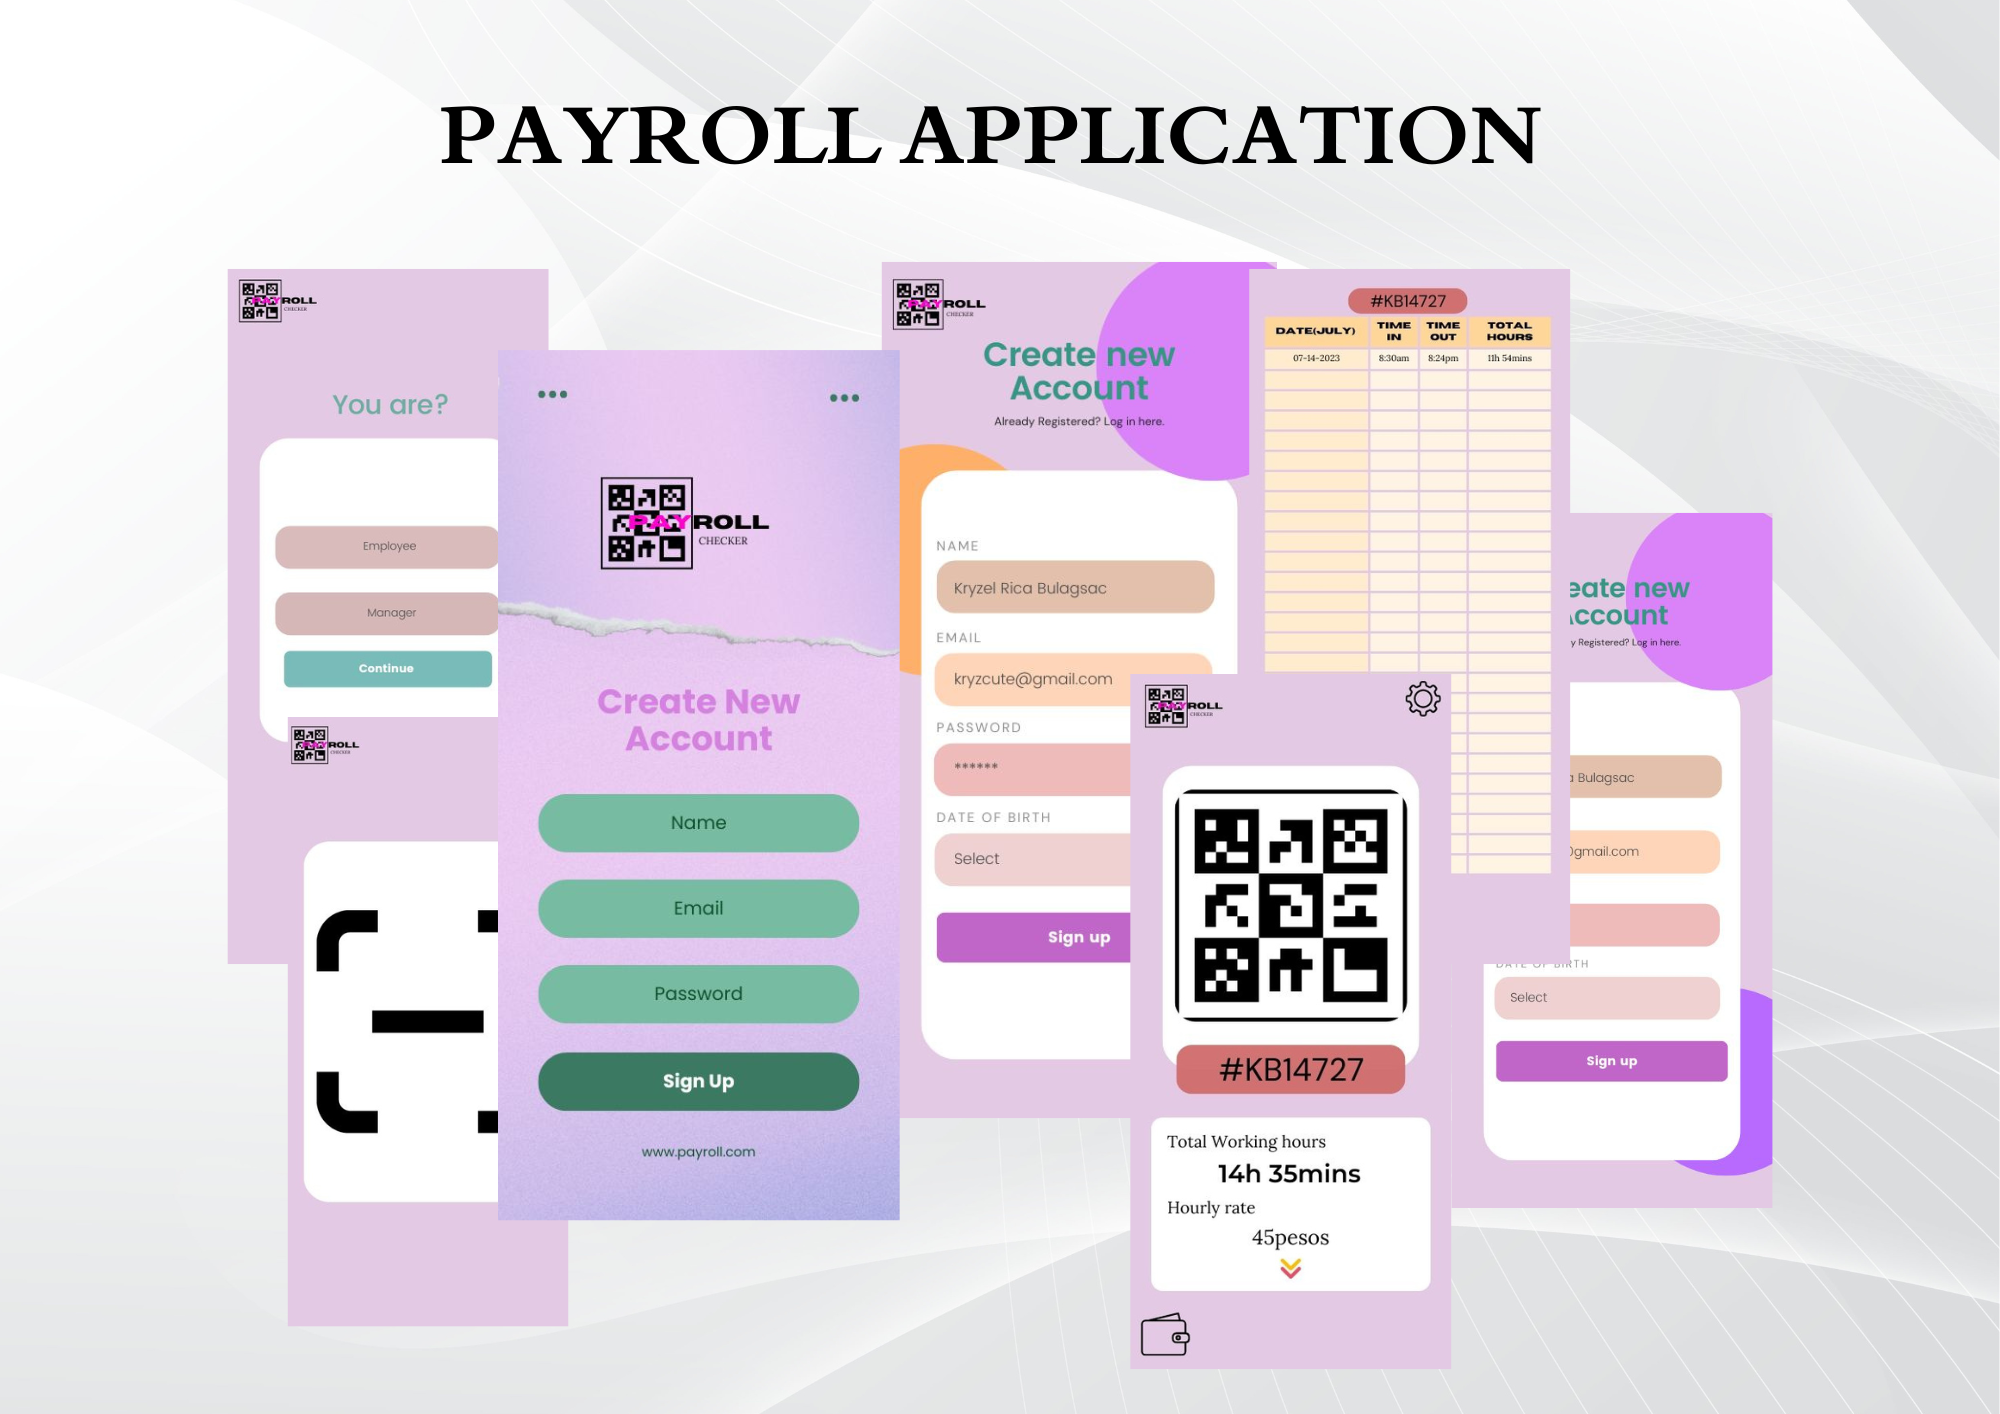 PAYROLL APPLICATION
PAYROLL
CHECKER
You are?
Employee
Manager
Continue
PAYROLL
CHECKER
PAYROLL
CHECKER
Create New
Account
Name
Email
Password
Sign Up
www.payroll.com
PAYROLL
CHECKER
Create new
Account
Already Registered? Log in here.
NAME
Kryzel Rica Bulagsac
EMAIL
kryzcute@gmail.com
PASSWORD
******
DATE OF BIRTH
Select
Sign up
#KB14727
DATE(JULY) TIME IN TIME OUT TOTAL HOURS
07-14-2023 8:30am 8:24pm 11h 54mins
PAYROLL
CHECKER
#KB14727
Total Working hours
14h 35mins
Hourly rate
45pesos
eate new
ccount
y Registered? Log in here.
a Bulagsac
@gmail.com
DATE OF BIRTH
Select
Sign up